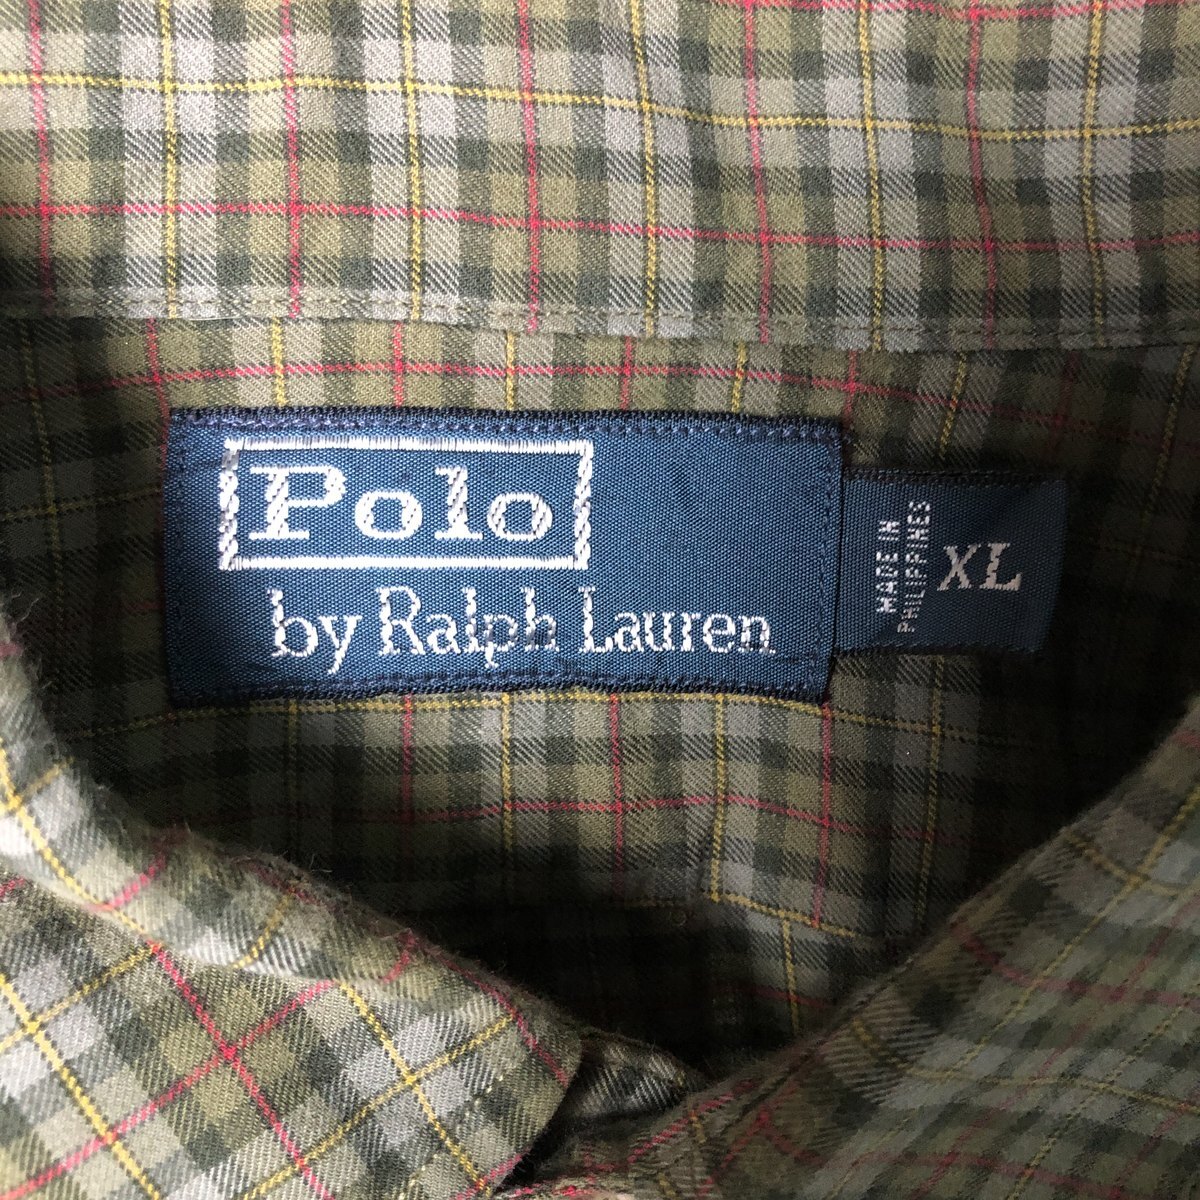 Polo
by Ralph Lauren
MADE IN
PHILIPPINES
XL